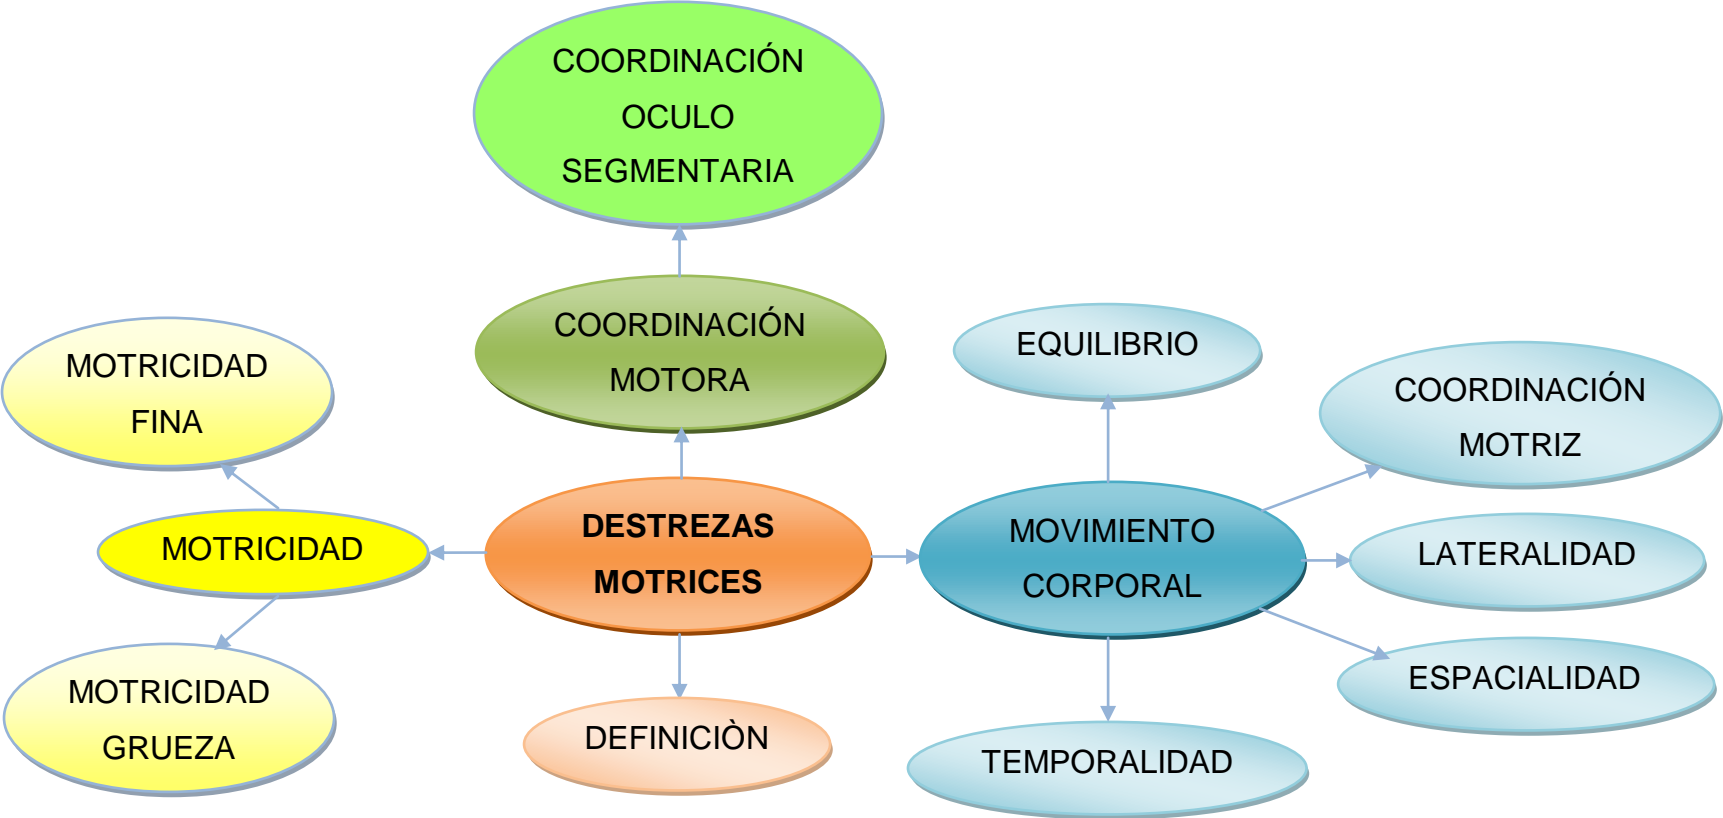 COORDINACIÓN
OCULO
SEGMENTARIA
COORDINACIÓN
MOTORA
MOTRICIDAD
FINA
MOTRICIDAD
MOTRICIDAD
GRUEZA
DESTREZAS
MOTRICES
DEFINICIÒN
MOVIMIENTO
CORPORAL
EQUILIBRIO
COORDINACIÓN
MOTRIZ
LATERALIDAD
ESPACIALIDAD
TEMPORALIDAD